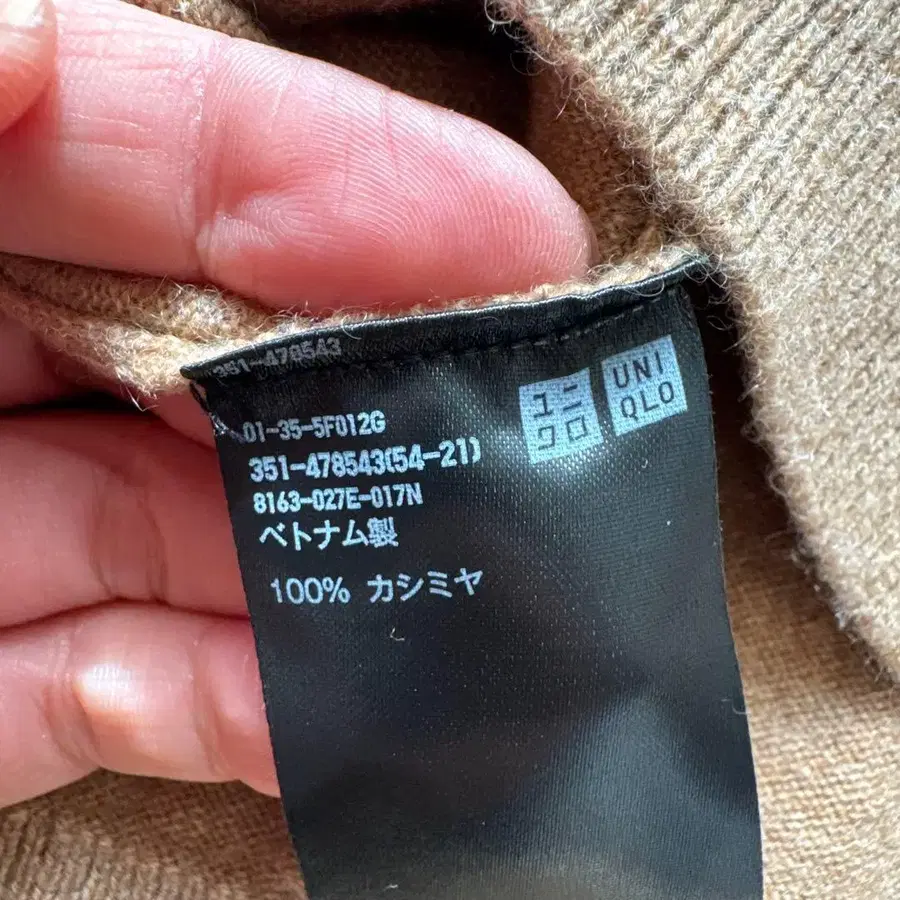 351-478543
ユニ
クロ
UNI
QLO
01-35-5F012G
351-478543(54-21)
8163-027E-017N
ベトナム製
100% カシミヤ